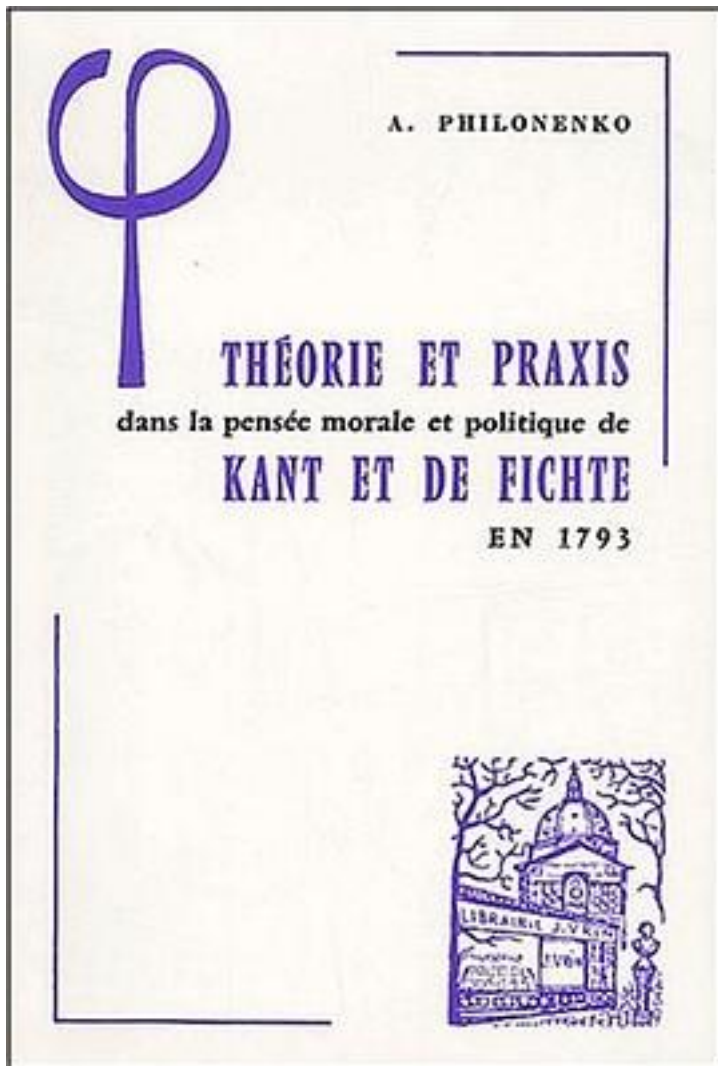 A. PHILONENKO
THÉORIE ET PRAXIS
dans la pensée morale et politique de
KANT ET DE FICHTE
EN 1793
LIBRAIRIE J. VRIN
J. VRIN